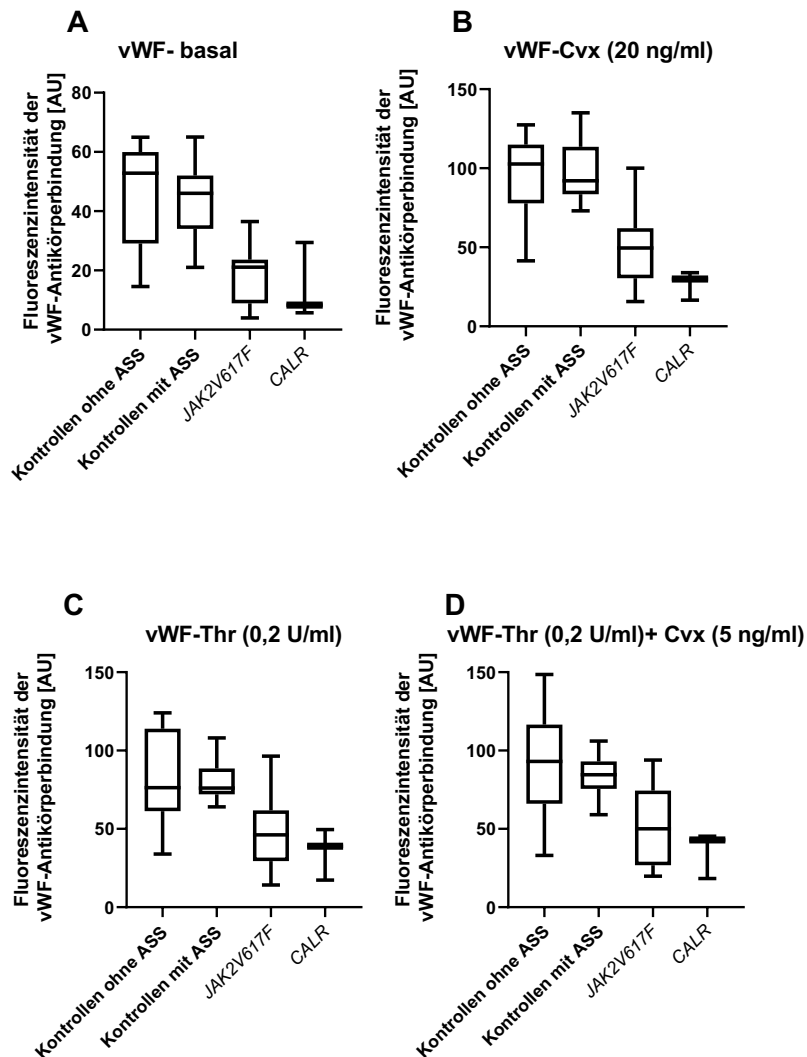 A
vWF- basal
Fluoreszenzintensität der
vWF-Antikörperbindung [AU]
80
60
40
20
0
Kontrollen ohne ASS
Kontrollen mit ASS
JAK2V617F
CALR
B
vWF-Cvx (20 ng/ml)
Fluoreszenzintensität der
vWF-Antikörperbindung [AU]
150
100
50
0
Kontrollen ohne ASS
Kontrollen mit ASS
JAK2V617F
CALR
C
vWF-Thr (0,2 U/ml)
Fluoreszenzintensität der
vWF-Antikörperbindung [AU]
150
100
50
0
Kontrollen ohne ASS
Kontrollen mit ASS
JAK2V617F
CALR
D
vWF-Thr (0,2 U/ml)+ Cvx (5 ng/ml)
Fluoreszenzintensität der
vWF-Antikörperbindung [AU]
150
100
50
0
Kontrollen ohne ASS
Kontrollen mit ASS
JAK2V617F
CALR